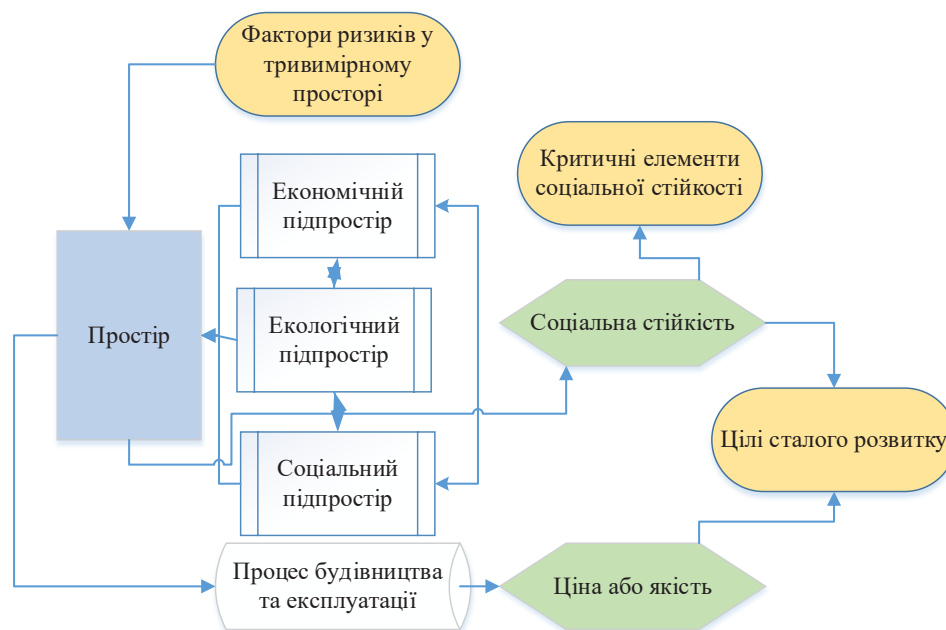 Фактори ризиків у
тривимірному
просторі
Критичні елементи
соціальної стійкості
Економічній
підпростір
Простір
Екологічний
підпростір
Соціальна стійкість
Цілі сталого розвитку
Соціальний
підпростір
Процес будівництва
та експлуатації
Ціна або якість